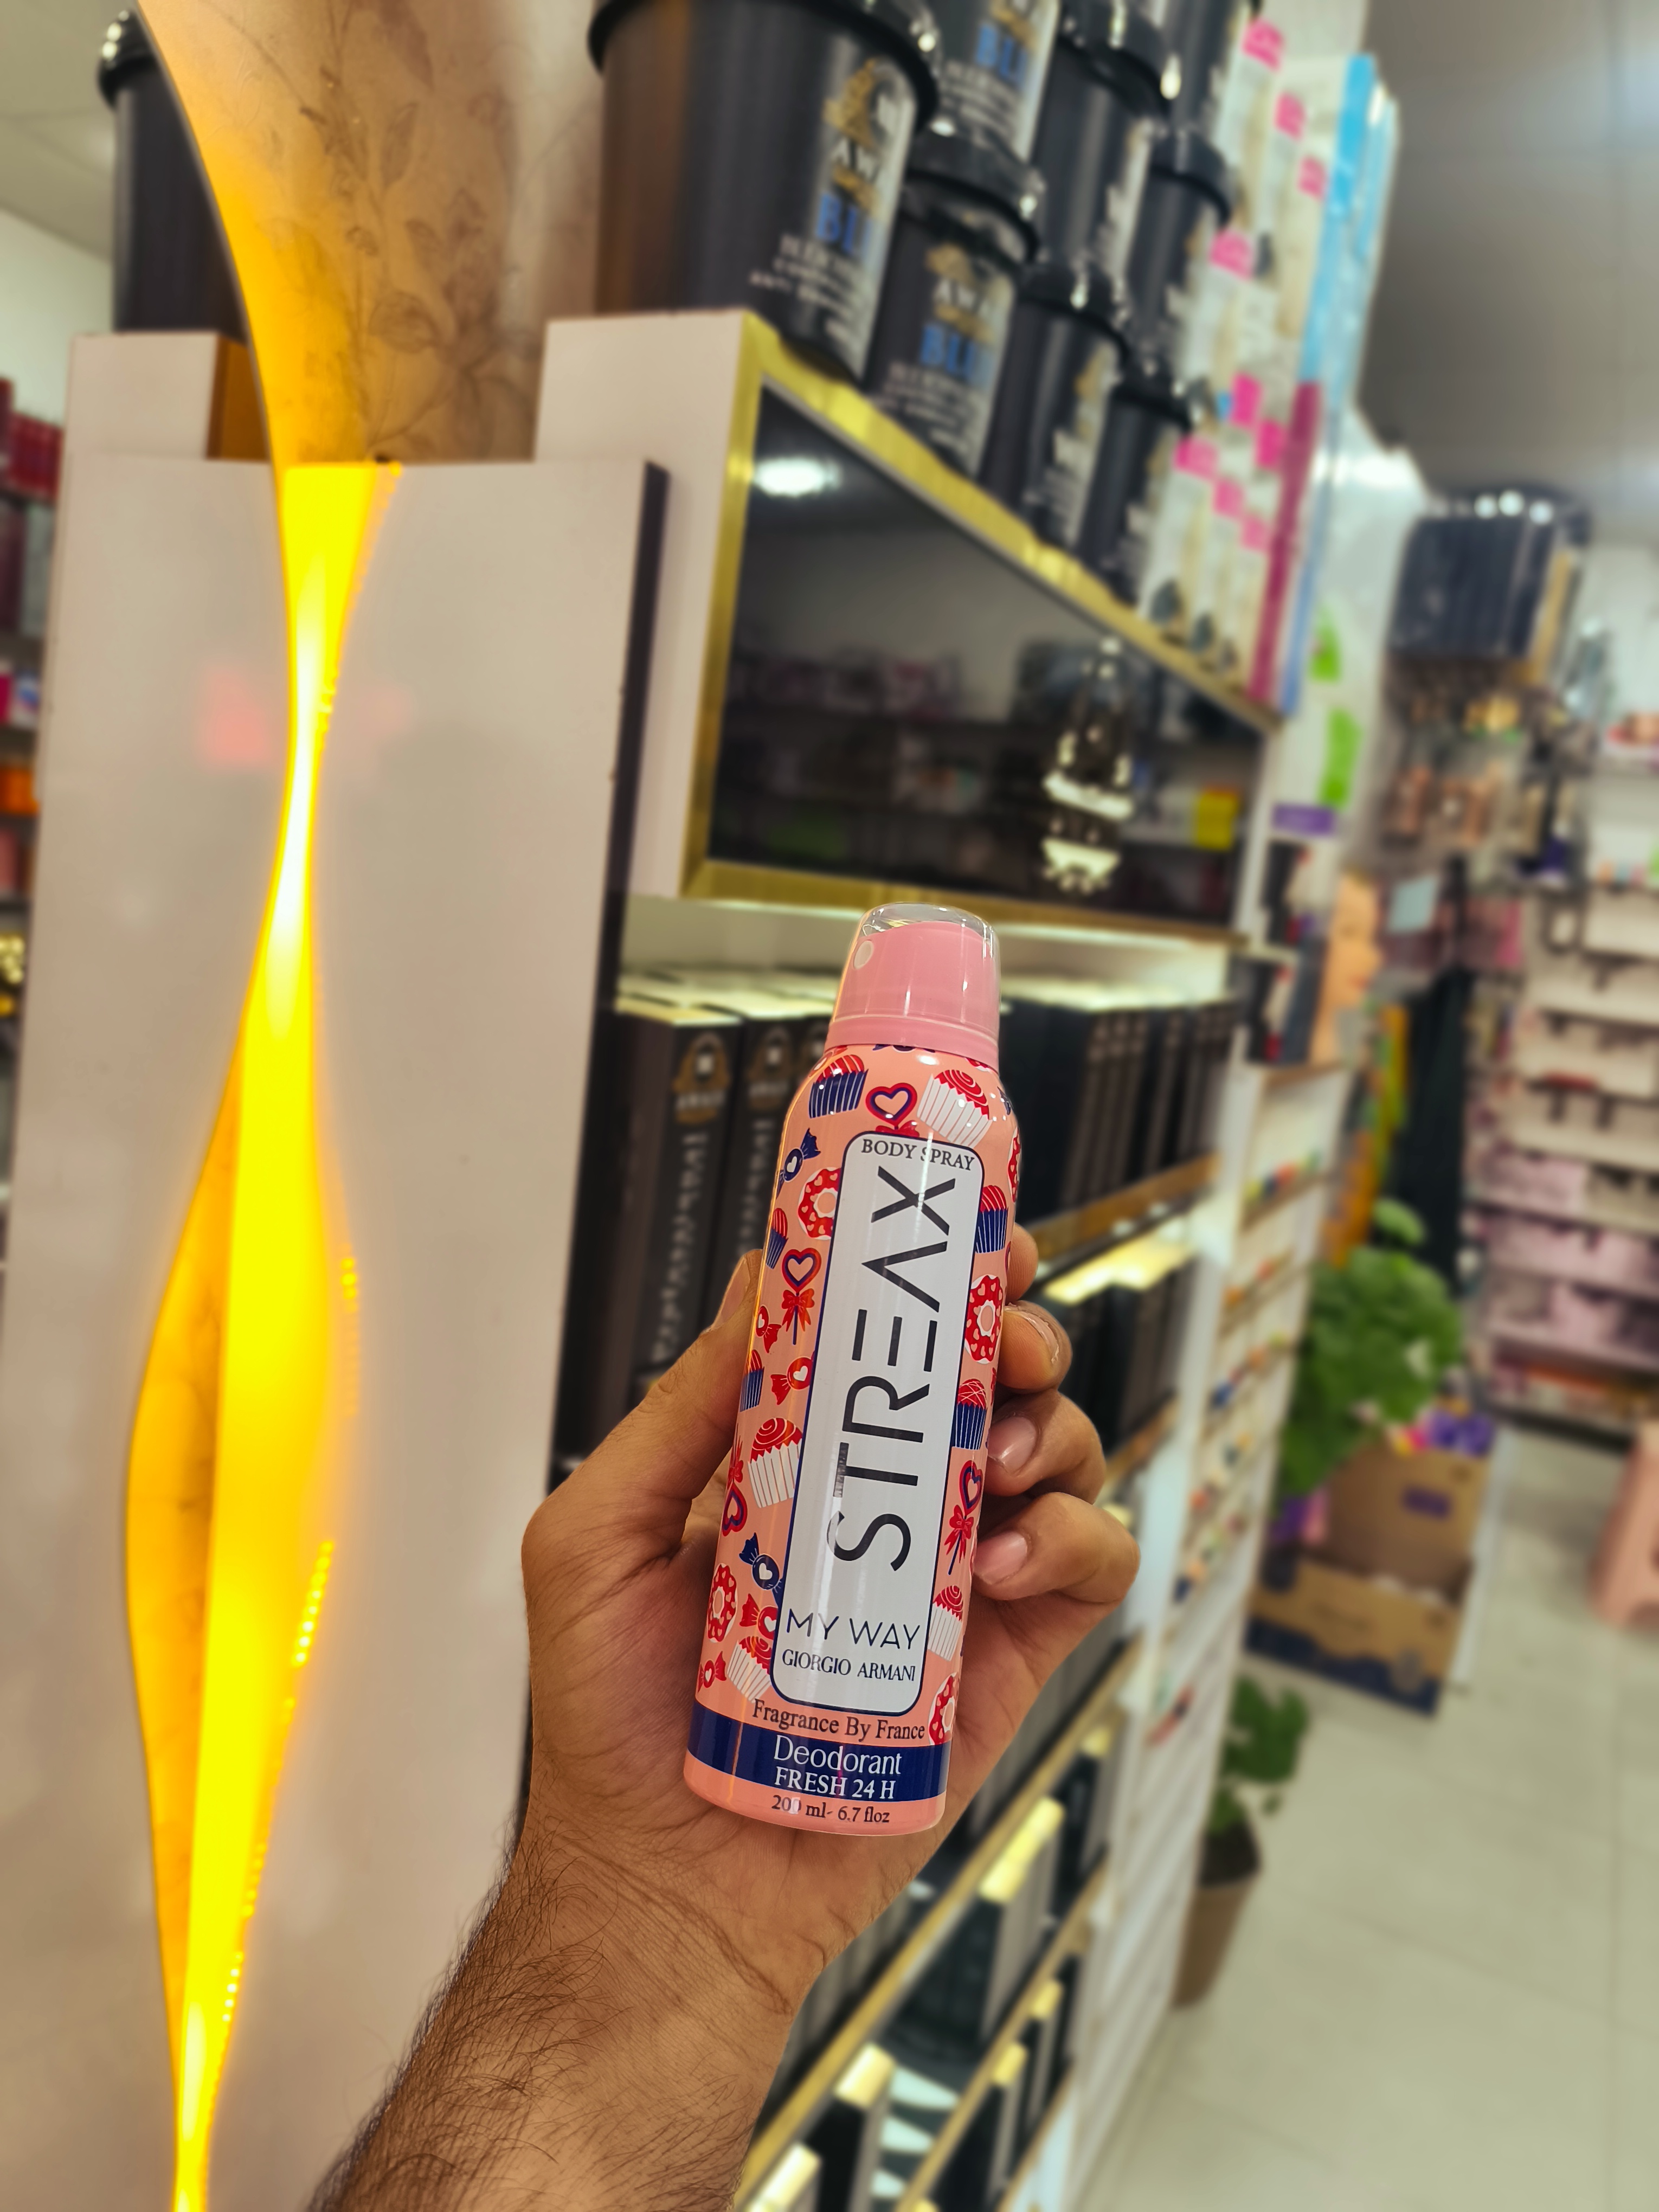 BODY SPRAY
STREAX
MY WAY
GIORGIO ARMANI
Fragrance By France
Deodorant
FRESH 24 H
200 ml- 6.7 floz